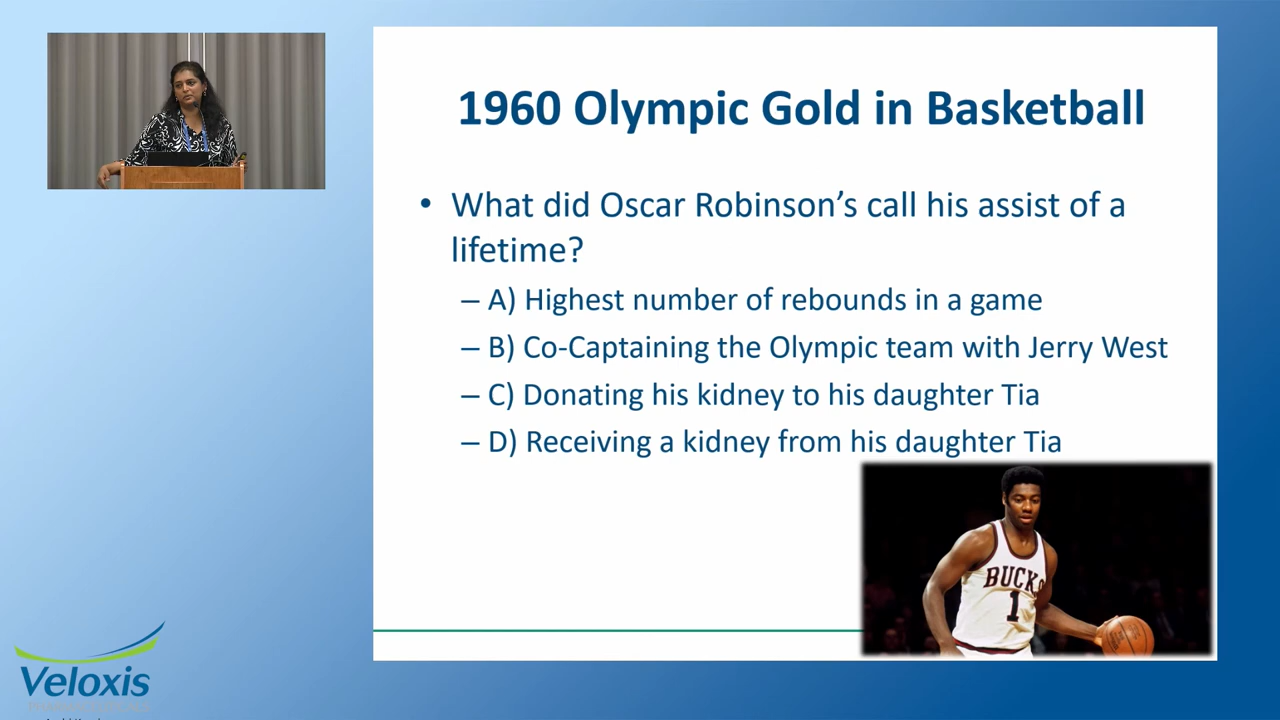 1960 Olympic Gold in Basketball
• What did Oscar Robinson’s call his assist of a
lifetime?
– A) Highest number of rebounds in a game
– B) Co-Captaining the Olympic team with Jerry West
– C) Donating his kidney to his daughter Tia
– D) Receiving a kidney from his daughter Tia
BUCKS
1
Veloxis
PHARMACEUTICALS